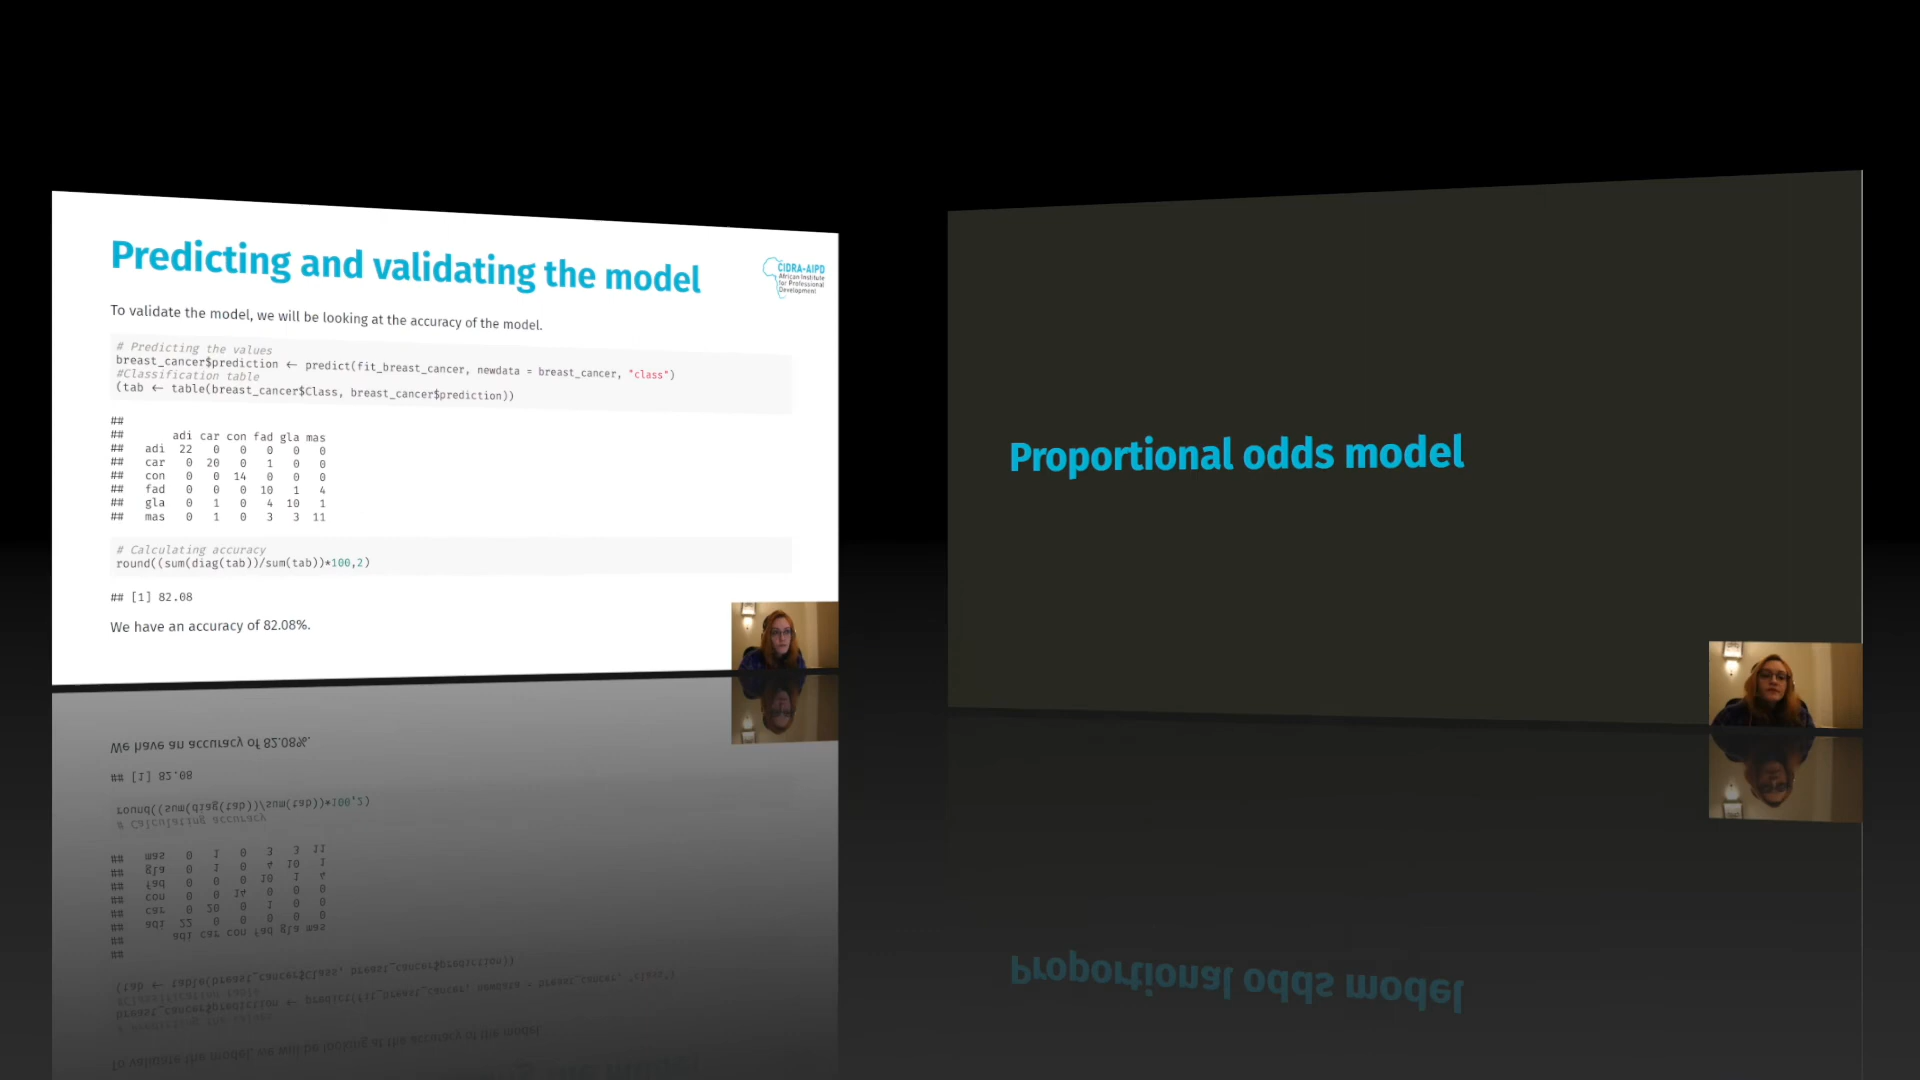 Predicting and validating the model
CIDRA-AIPD
African Institute
for Professional
Development
To validate the model, we will be looking at the accuracy of the model.
# Predicting the values
breast_cancer$prediction ← predict(fit_breast_cancer, newdata = breast_cancer, "class")
#Classification table
(tab ← table(breast_cancer$Class, breast_cancer$prediction))
##
## adi car con fad gla mas
## adi 22 0 0 0 0 0
## car 0 20 0 1 0 0
## con 0 0 14 0 0 0
## fad 0 0 0 10 1 4
## gla 0 1 0 4 10 1
## mas 0 1 0 3 3 11
# Calculating accuracy
round((sum(diag(tab))/sum(tab))*100,2)
## [1] 82.08
We have an accuracy of 82.08%.
Proportional odds model